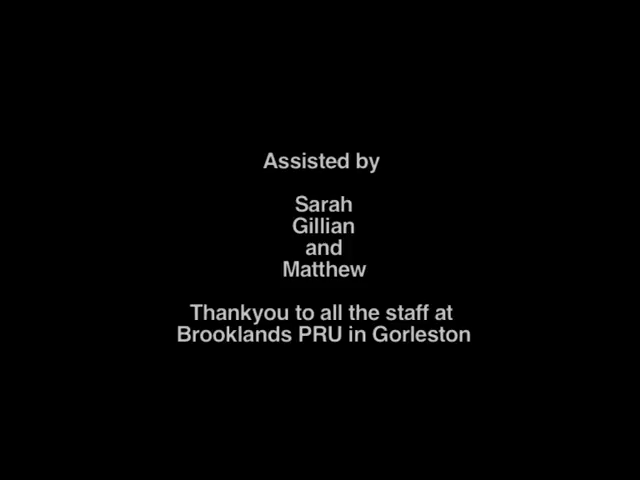 Assisted by
Sarah
Gillian
and
Matthew
Thankyou to all the staff at
Brooklands PRU in Gorleston